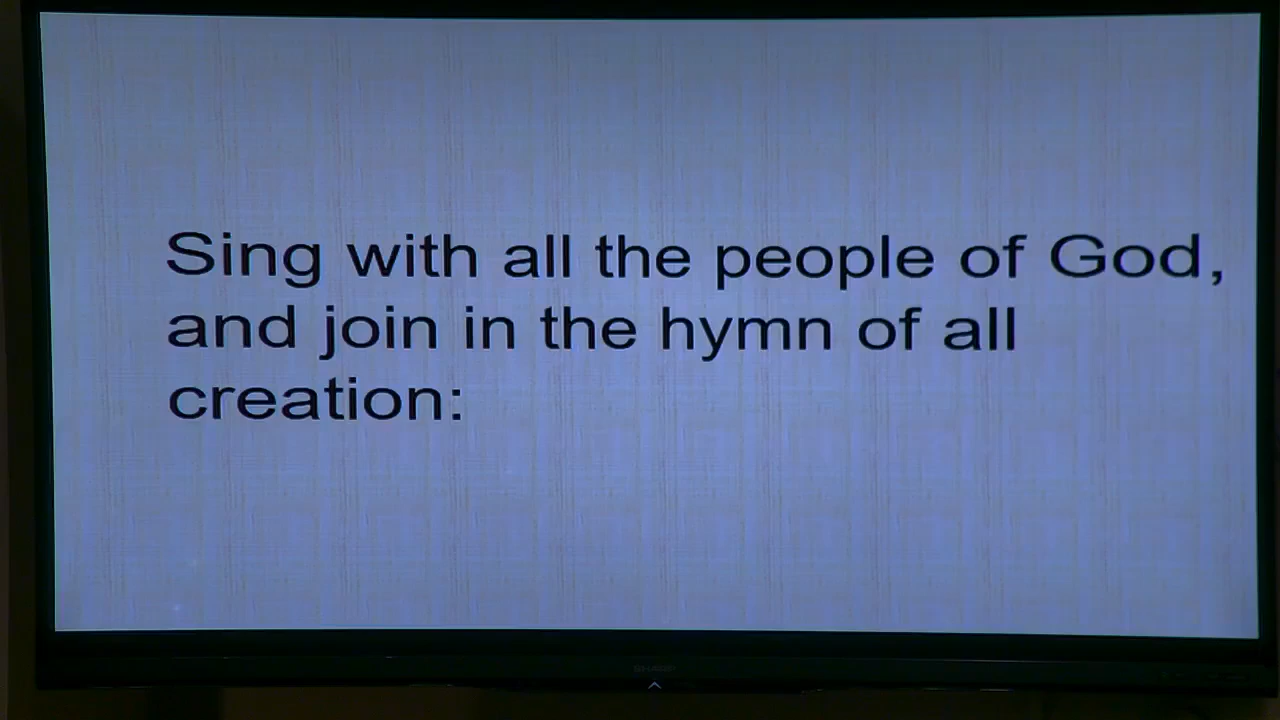 Sing with all the people of God,
and join in the hymn of all
creation: